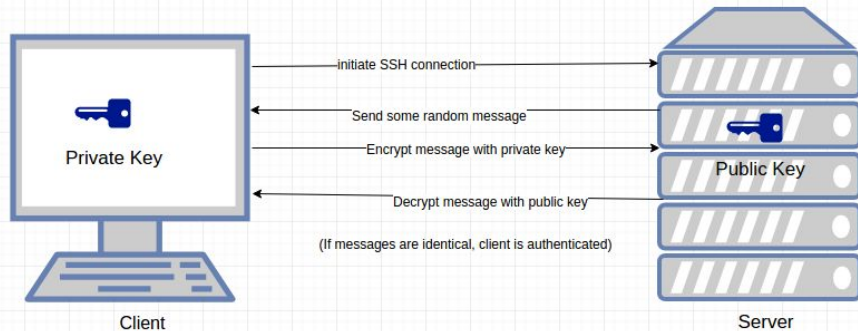 initiate SSH connection
Send some random message
Private Key
Encrypt message with private key
Public Key
Decrypt message with public key
(If messages are identical, client is authenticated)
Client
Server